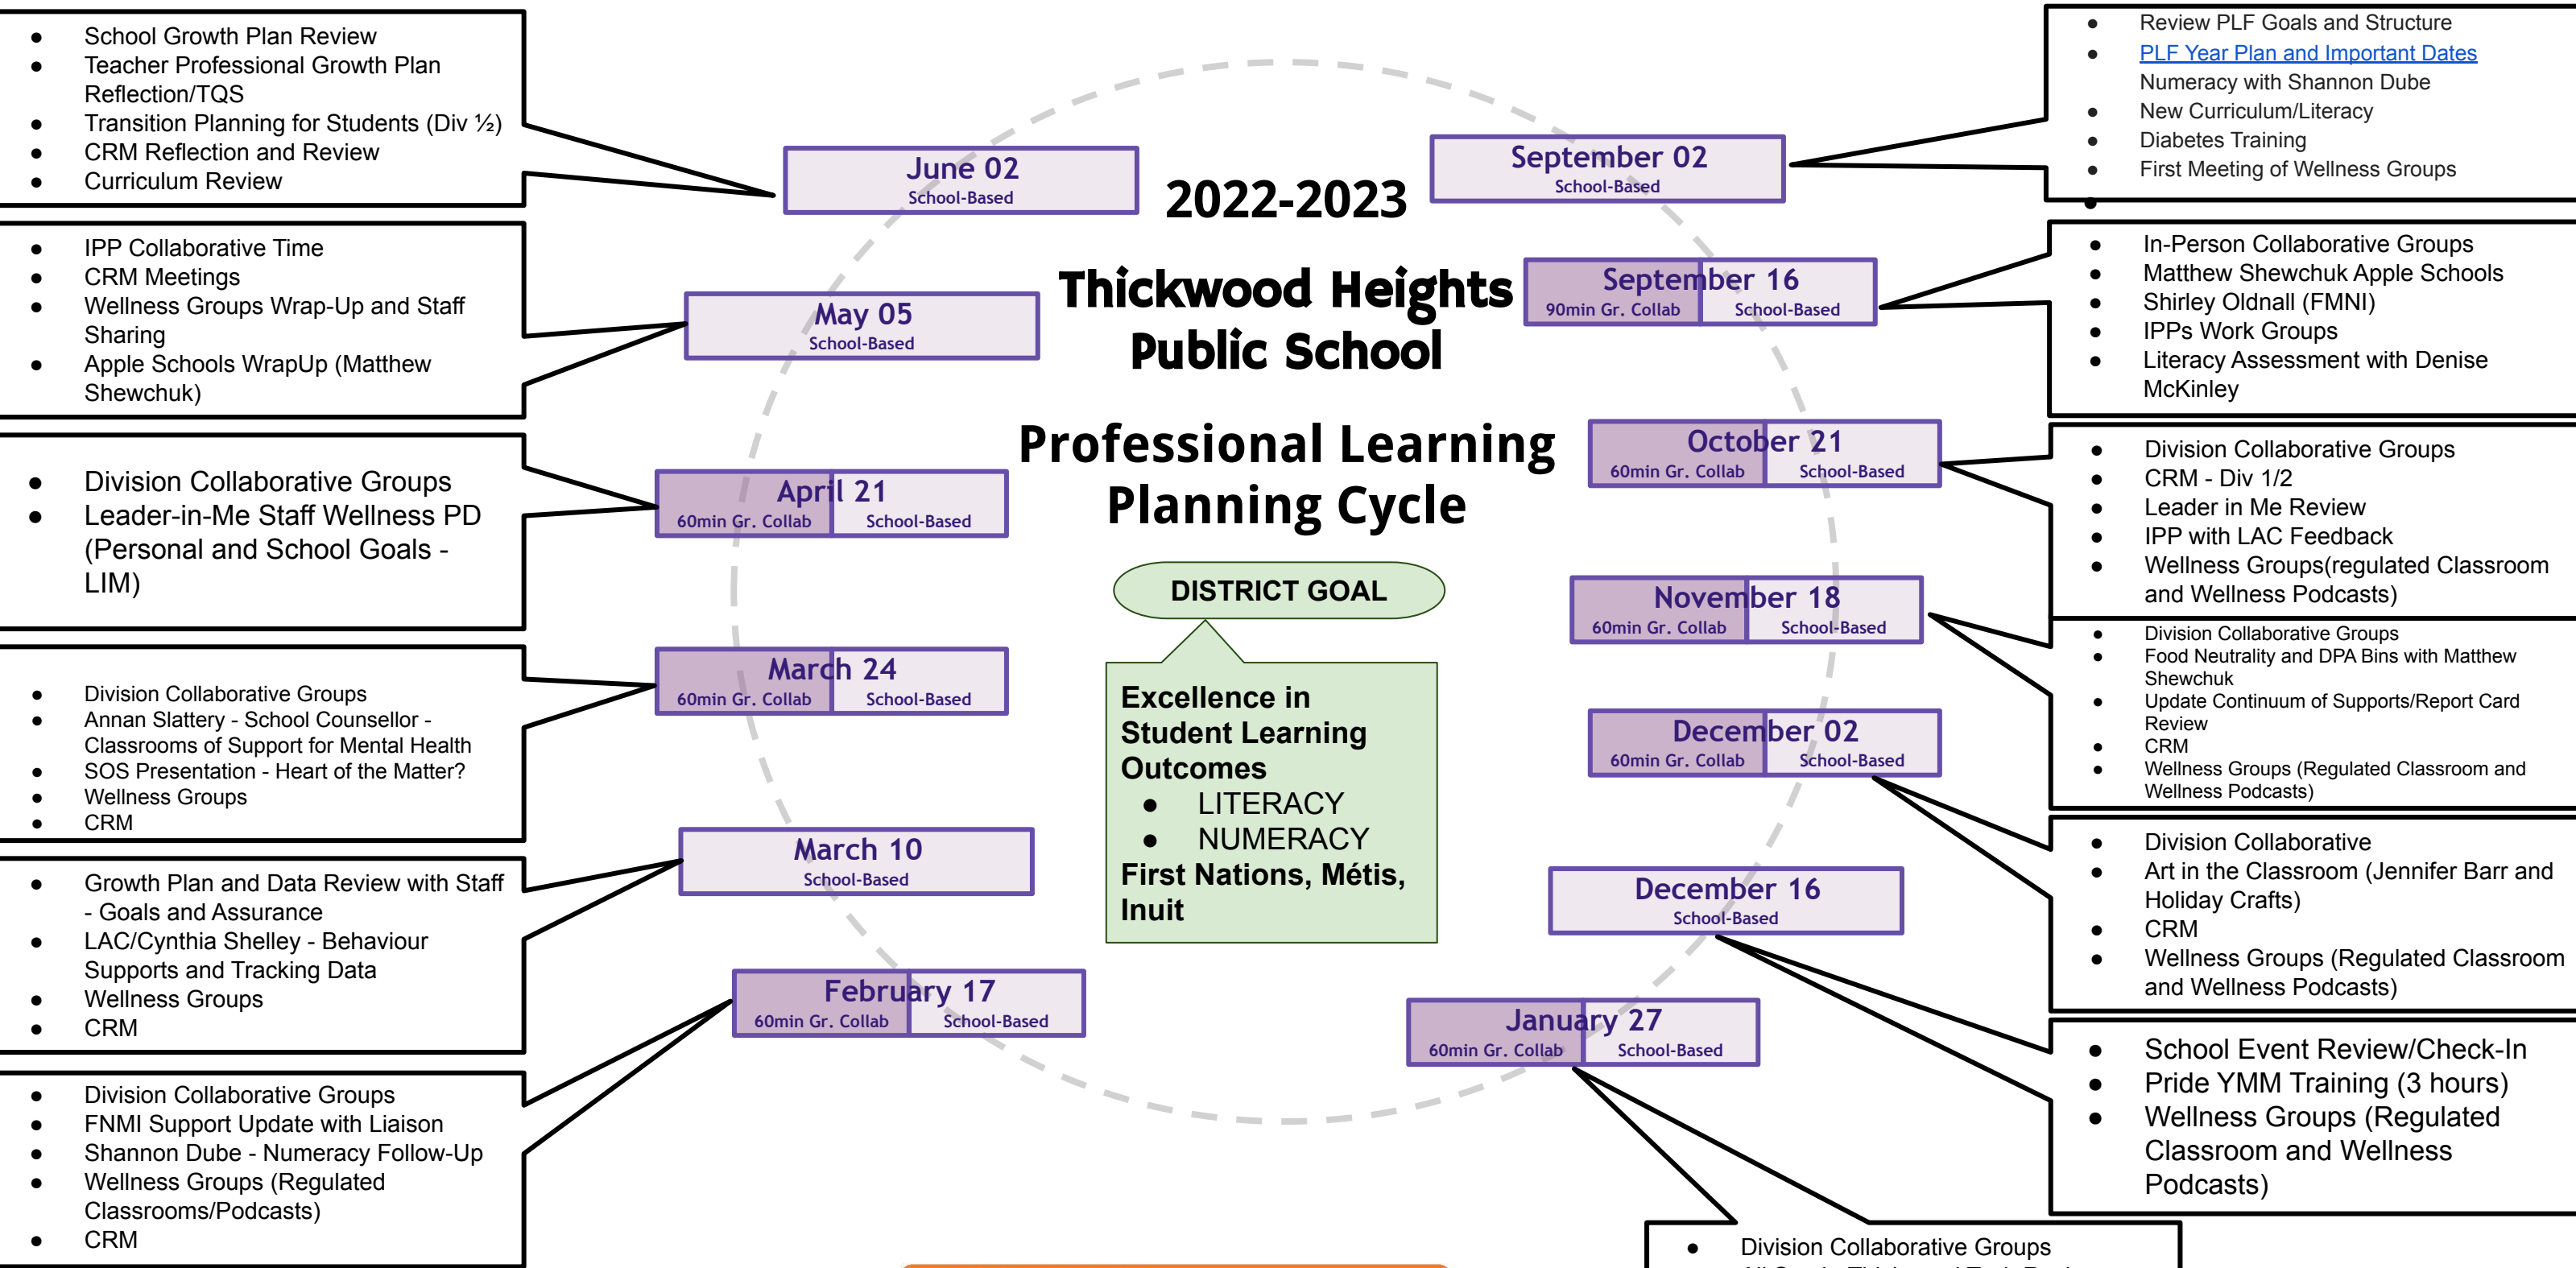 ● School Growth Plan Review
● Teacher Professional Growth Plan
Reflection/TQS
● Transition Planning for Students (Div ½)
● CRM Reflection and Review
● Curriculum Review
June 02
School-Based
● IPP Collaborative Time
● CRM Meetings
● Wellness Groups Wrap-Up and Staff
Sharing
● Apple Schools WrapUp (Matthew
Shewchuk)
May 05
School-Based
● Division Collaborative Groups
● Leader-in-Me Staff Wellness PD
(Personal and School Goals -
LIM)
April 21
60min Gr. Collab School-Based
● Division Collaborative Groups
● Annan Slattery - School Counsellor -
Classrooms of Support for Mental Health
● SOS Presentation - Heart of the Matter?
● Wellness Groups
● CRM
March 24
60min Gr. Collab School-Based
● Growth Plan and Data Review with Staff
- Goals and Assurance
● LAC/Cynthia Shelley - Behaviour
Supports and Tracking Data
● Wellness Groups
● CRM
March 10
School-Based
● Division Collaborative Groups
● FNMI Support Update with Liaison
● Shannon Dube - Numeracy Follow-Up
● Wellness Groups (Regulated
Classrooms/Podcasts)
● CRM
February 17
60min Gr. Collab School-Based
2022-2023
Thickwood Heights
Public School
Professional Learning
Planning Cycle
DISTRICT GOAL
Excellence in
Student Learning
Outcomes
● LITERACY
● NUMERACY
First Nations, Métis,
Inuit
September 02
School-Based
● Review PLF Goals and Structure
● PLF Year Plan and Important Dates
Numeracy with Shannon Dube
● New Curriculum/Literacy
● Diabetes Training
● First Meeting of Wellness Groups
●
September 16
90min Gr. Collab School-Based
● In-Person Collaborative Groups
● Matthew Shewchuk Apple Schools
● Shirley Oldnall (FMNI)
● IPPs Work Groups
● Literacy Assessment with Denise
McKinley
October 21
60min Gr. Collab School-Based
● Division Collaborative Groups
● CRM - Div 1/2
● Leader in Me Review
● IPP with LAC Feedback
● Wellness Groups(regulated Classroom
and Wellness Podcasts)
November 18
60min Gr. Collab School-Based
● Division Collaborative Groups
● Food Neutrality and DPA Bins with Matthew
Shewchuk
● Update Continuum of Supports/Report Card
Review
● CRM
● Wellness Groups (Regulated Classroom and
Wellness Podcasts)
December 02
60min Gr. Collab School-Based
● Division Collaborative
● Art in the Classroom (Jennifer Barr and
Holiday Crafts)
● CRM
● Wellness Groups (Regulated Classroom
and Wellness Podcasts)
December 16
School-Based
● School Event Review/Check-In
● Pride YMM Training (3 hours)
● Wellness Groups (Regulated
Classroom and Wellness
Podcasts)
January 27
60min Gr. Collab School-Based
● Division Collaborative Groups